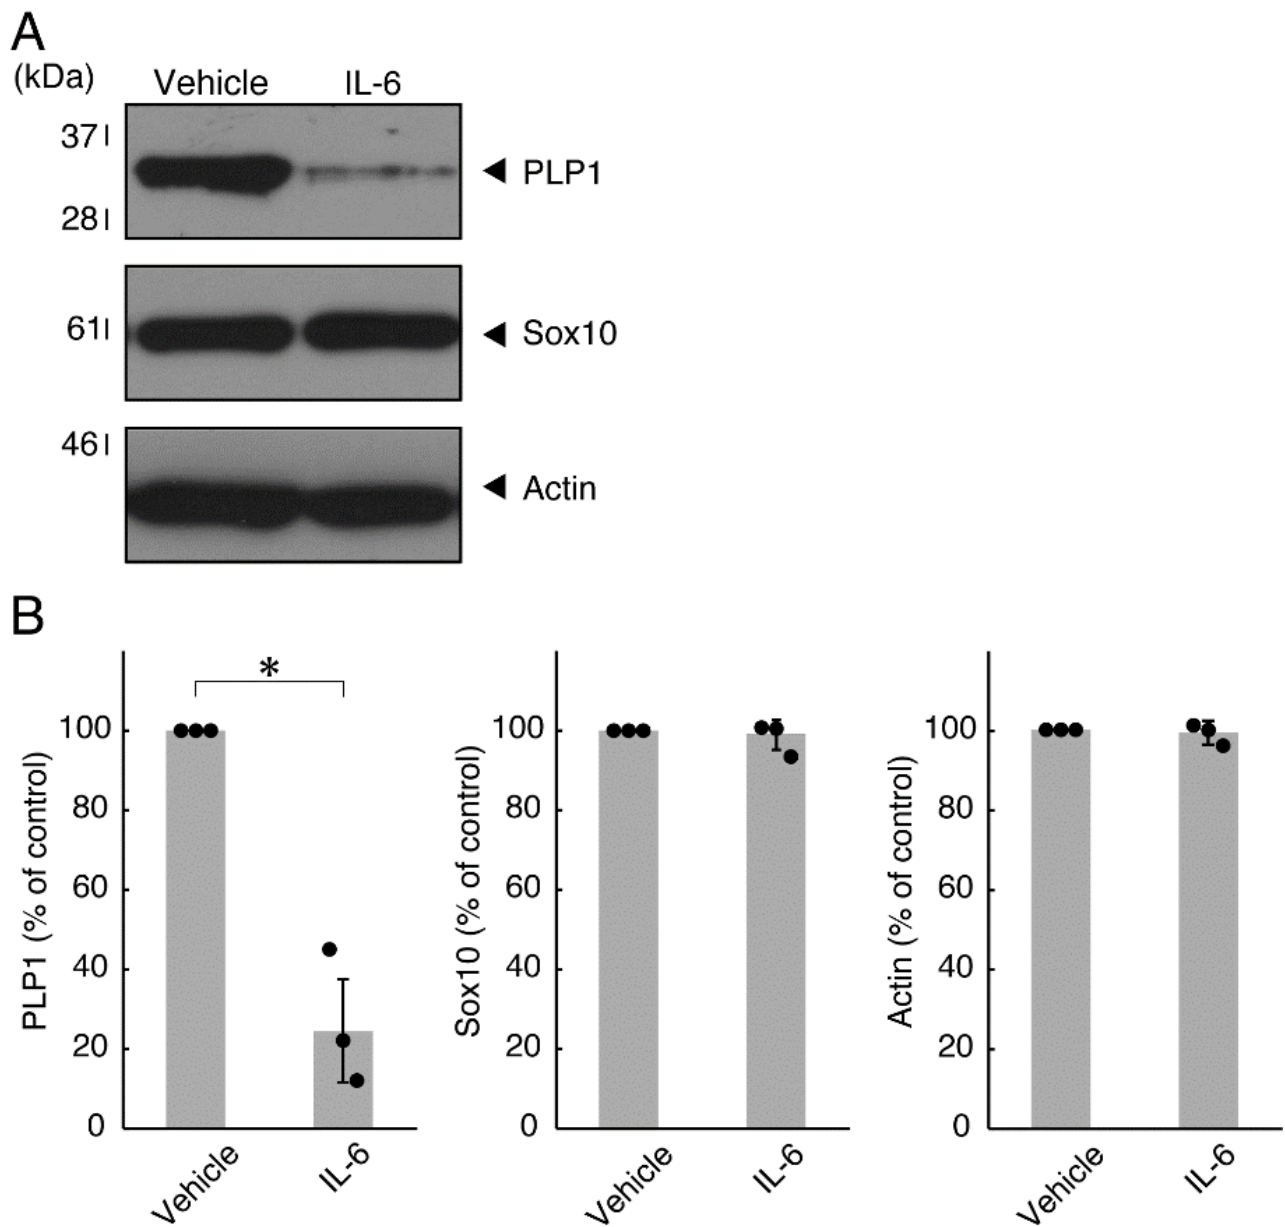 A
(kDa)
Vehicle IL-6
37
PLP1
28
61
Sox10
46
Actin
B
*
PLP1 (% of control)
100
80
60
40
20
0
Vehicle
IL-6
Sox10 (% of control)
100
80
60
40
20
0
Vehicle
IL-6
Actin (% of control)
100
80
60
40
20
0
Vehicle
IL-6